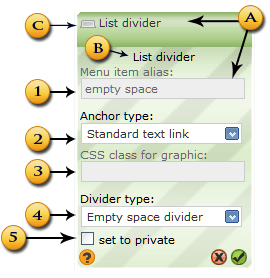 C List divider A
B List divider
Menu item alias:
1 empty space
Anchor type:
2 Standard text link
CSS class for graphic:
3
Divider type:
4 Empty space divider
5 set to private
?